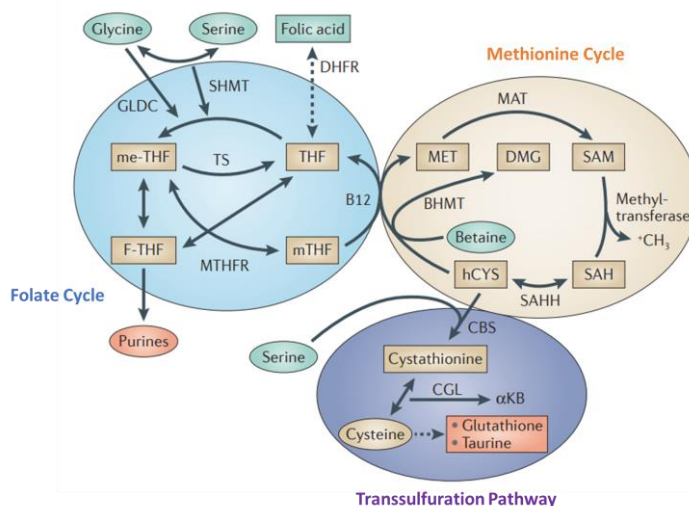 Glycine
Serine
Folic acid
Methionine Cycle
DHFR
SHMT
GLDC
MAT
me-THF
TS
THF
MET
DMG
SAM
B12
BHMT
Methyl-
transferase
Betaine
⁺CH₃
F-THF
MTHFR
mTHF
hCYS
SAH
SAHH
Folate Cycle
Purines
Serine
CBS
Cystathionine
CGL
αKB
Cysteine
• Glutathione
• Taurine
Transsulfuration Pathway